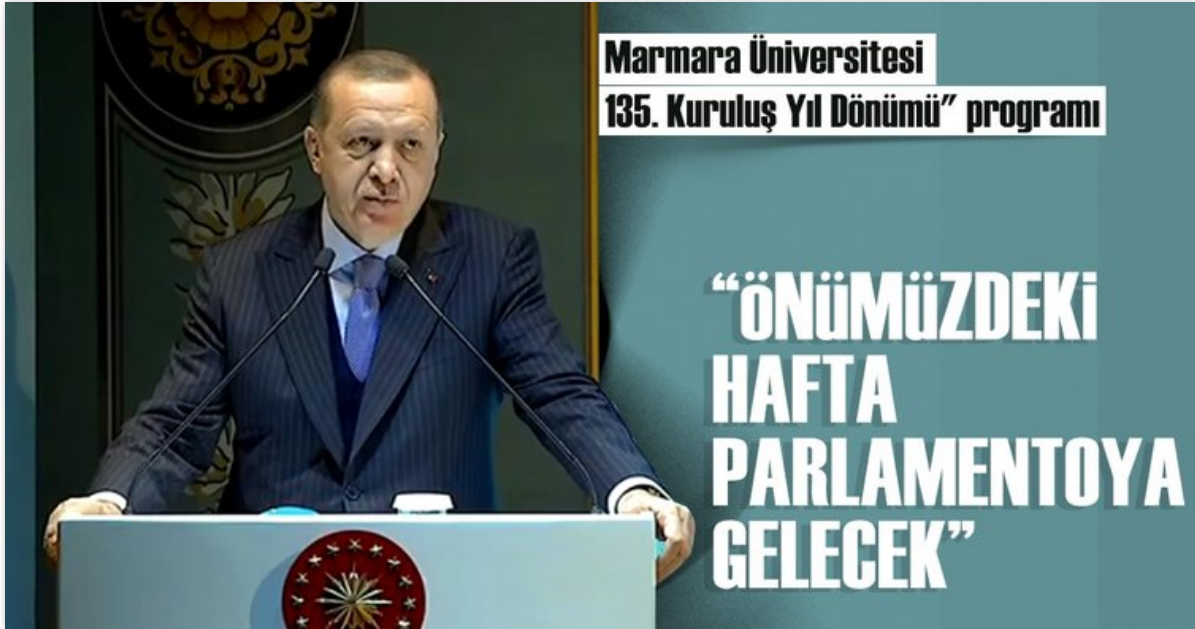 Marmara Üniversitesi
135. Kuruluş Yıl Dönümü" programı
“ÖNÜMÜZDEKİ
HAFTA
PARLAMENTOYA
GELECEK”